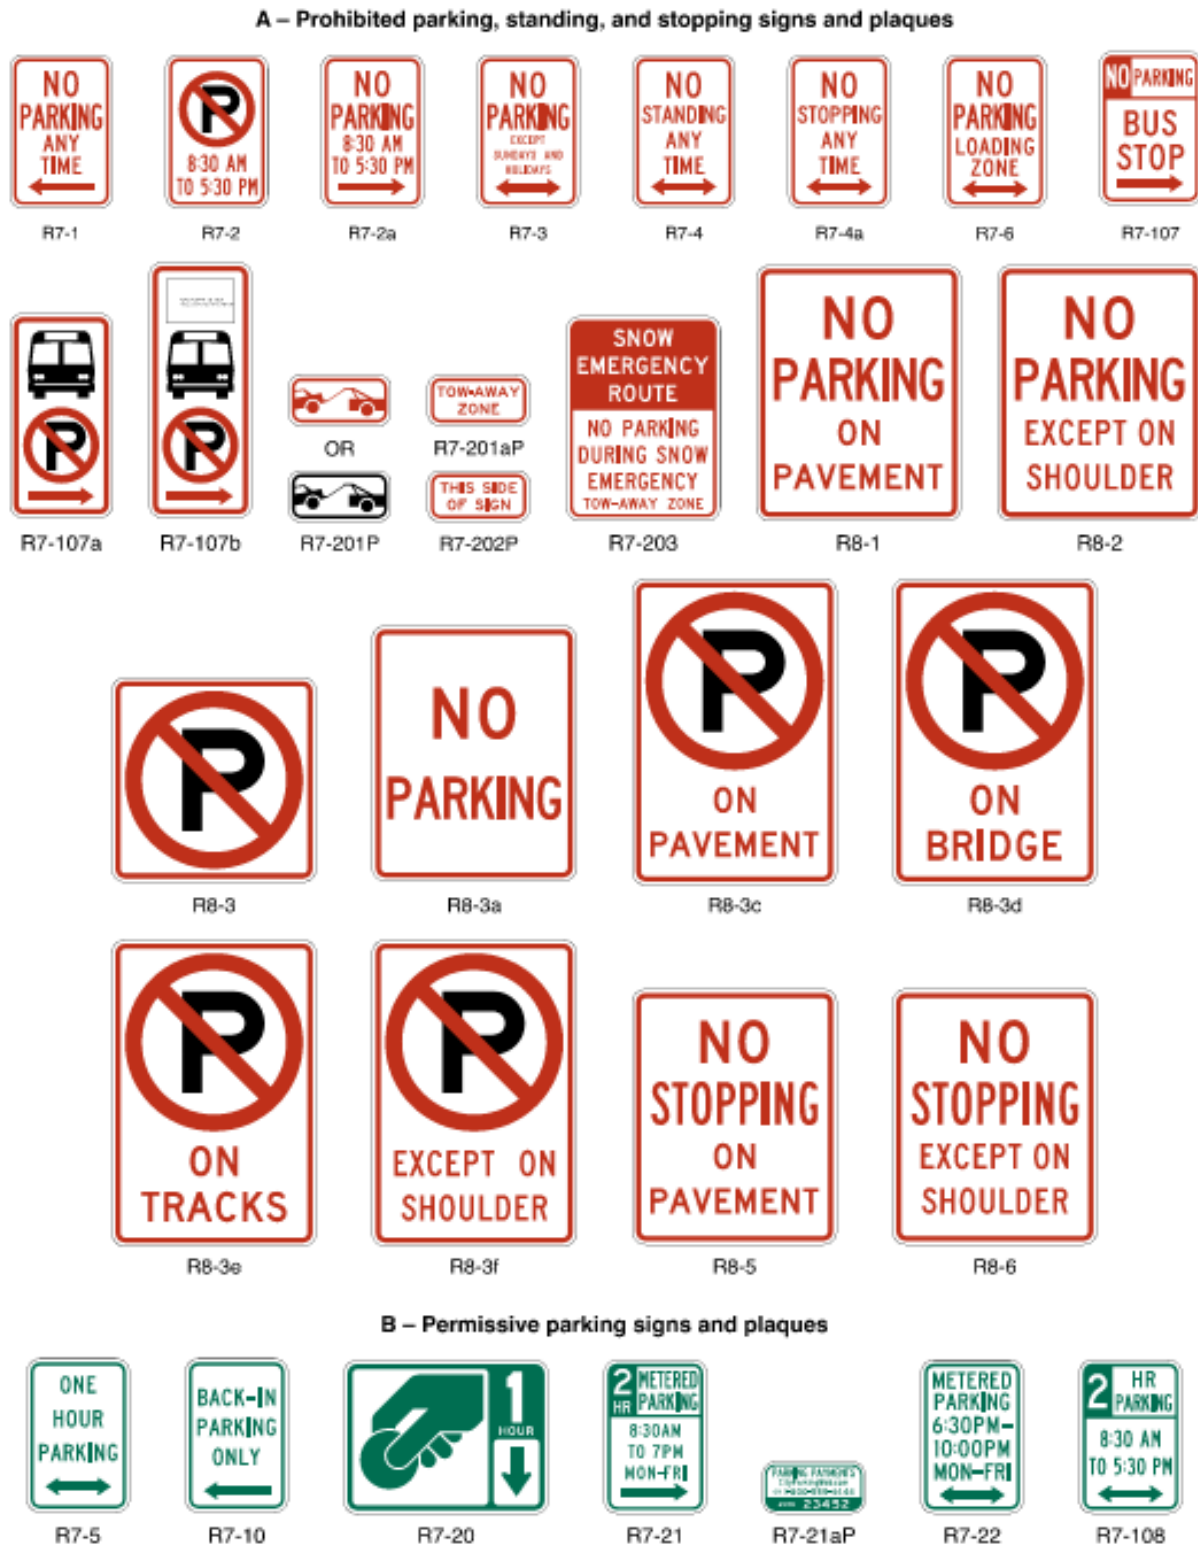 A – Prohibited parking, standing, and stopping signs and plaques
NO
PARKING
ANY
TIME
R7-1
P
8:30 AM
TO 5:30 PM
R7-2
NO
PARKING
8:30 AM
TO 5:30 PM
R7-2a
NO
PARKING
EXCEPT
SUNDAYS AND
HOLIDAYS
R7-3
NO
STANDING
ANY
TIME
R7-4
NO
STOPPING
ANY
TIME
R7-4a
NO
PARKING
LOADING
ZONE
R7-6
NO PARKING
BUS
STOP
R7-107
P
R7-107a
P
R7-107b
OR
R7-201P
TOW-AWAY
ZONE
R7-201aP
THIS SIDE
OF SIGN
R7-202P
SNOW
EMERGENCY
ROUTE
NO PARKING
DURING SNOW
EMERGENCY
TOW-AWAY ZONE
R7-203
NO
PARKING
ON
PAVEMENT
R8-1
NO
PARKING
EXCEPT ON
SHOULDER
R8-2
P
R8-3
NO
PARKING
R8-3a
P
ON
PAVEMENT
R8-3c
P
ON
BRIDGE
R8-3d
P
ON
TRACKS
R8-3e
P
EXCEPT ON
SHOULDER
R8-3f
NO
STOPPING
ON
PAVEMENT
R8-5
NO
STOPPING
EXCEPT ON
SHOULDER
R8-6
B – Permissive parking signs and plaques
ONE
HOUR
PARKING
R7-5
BACK-IN
PARKING
ONLY
R7-10
1
HOUR
R7-20
2 HR
METERED
PARKING
8:30AM
TO 7PM
MON-FRI
R7-21
PARKING PAYMENTS
23452
R7-21aP
METERED
PARKING
6:30PM-
10:00PM
MON-FRI
R7-22
2 HR
PARKING
8:30 AM
TO 5:30 PM
R7-108